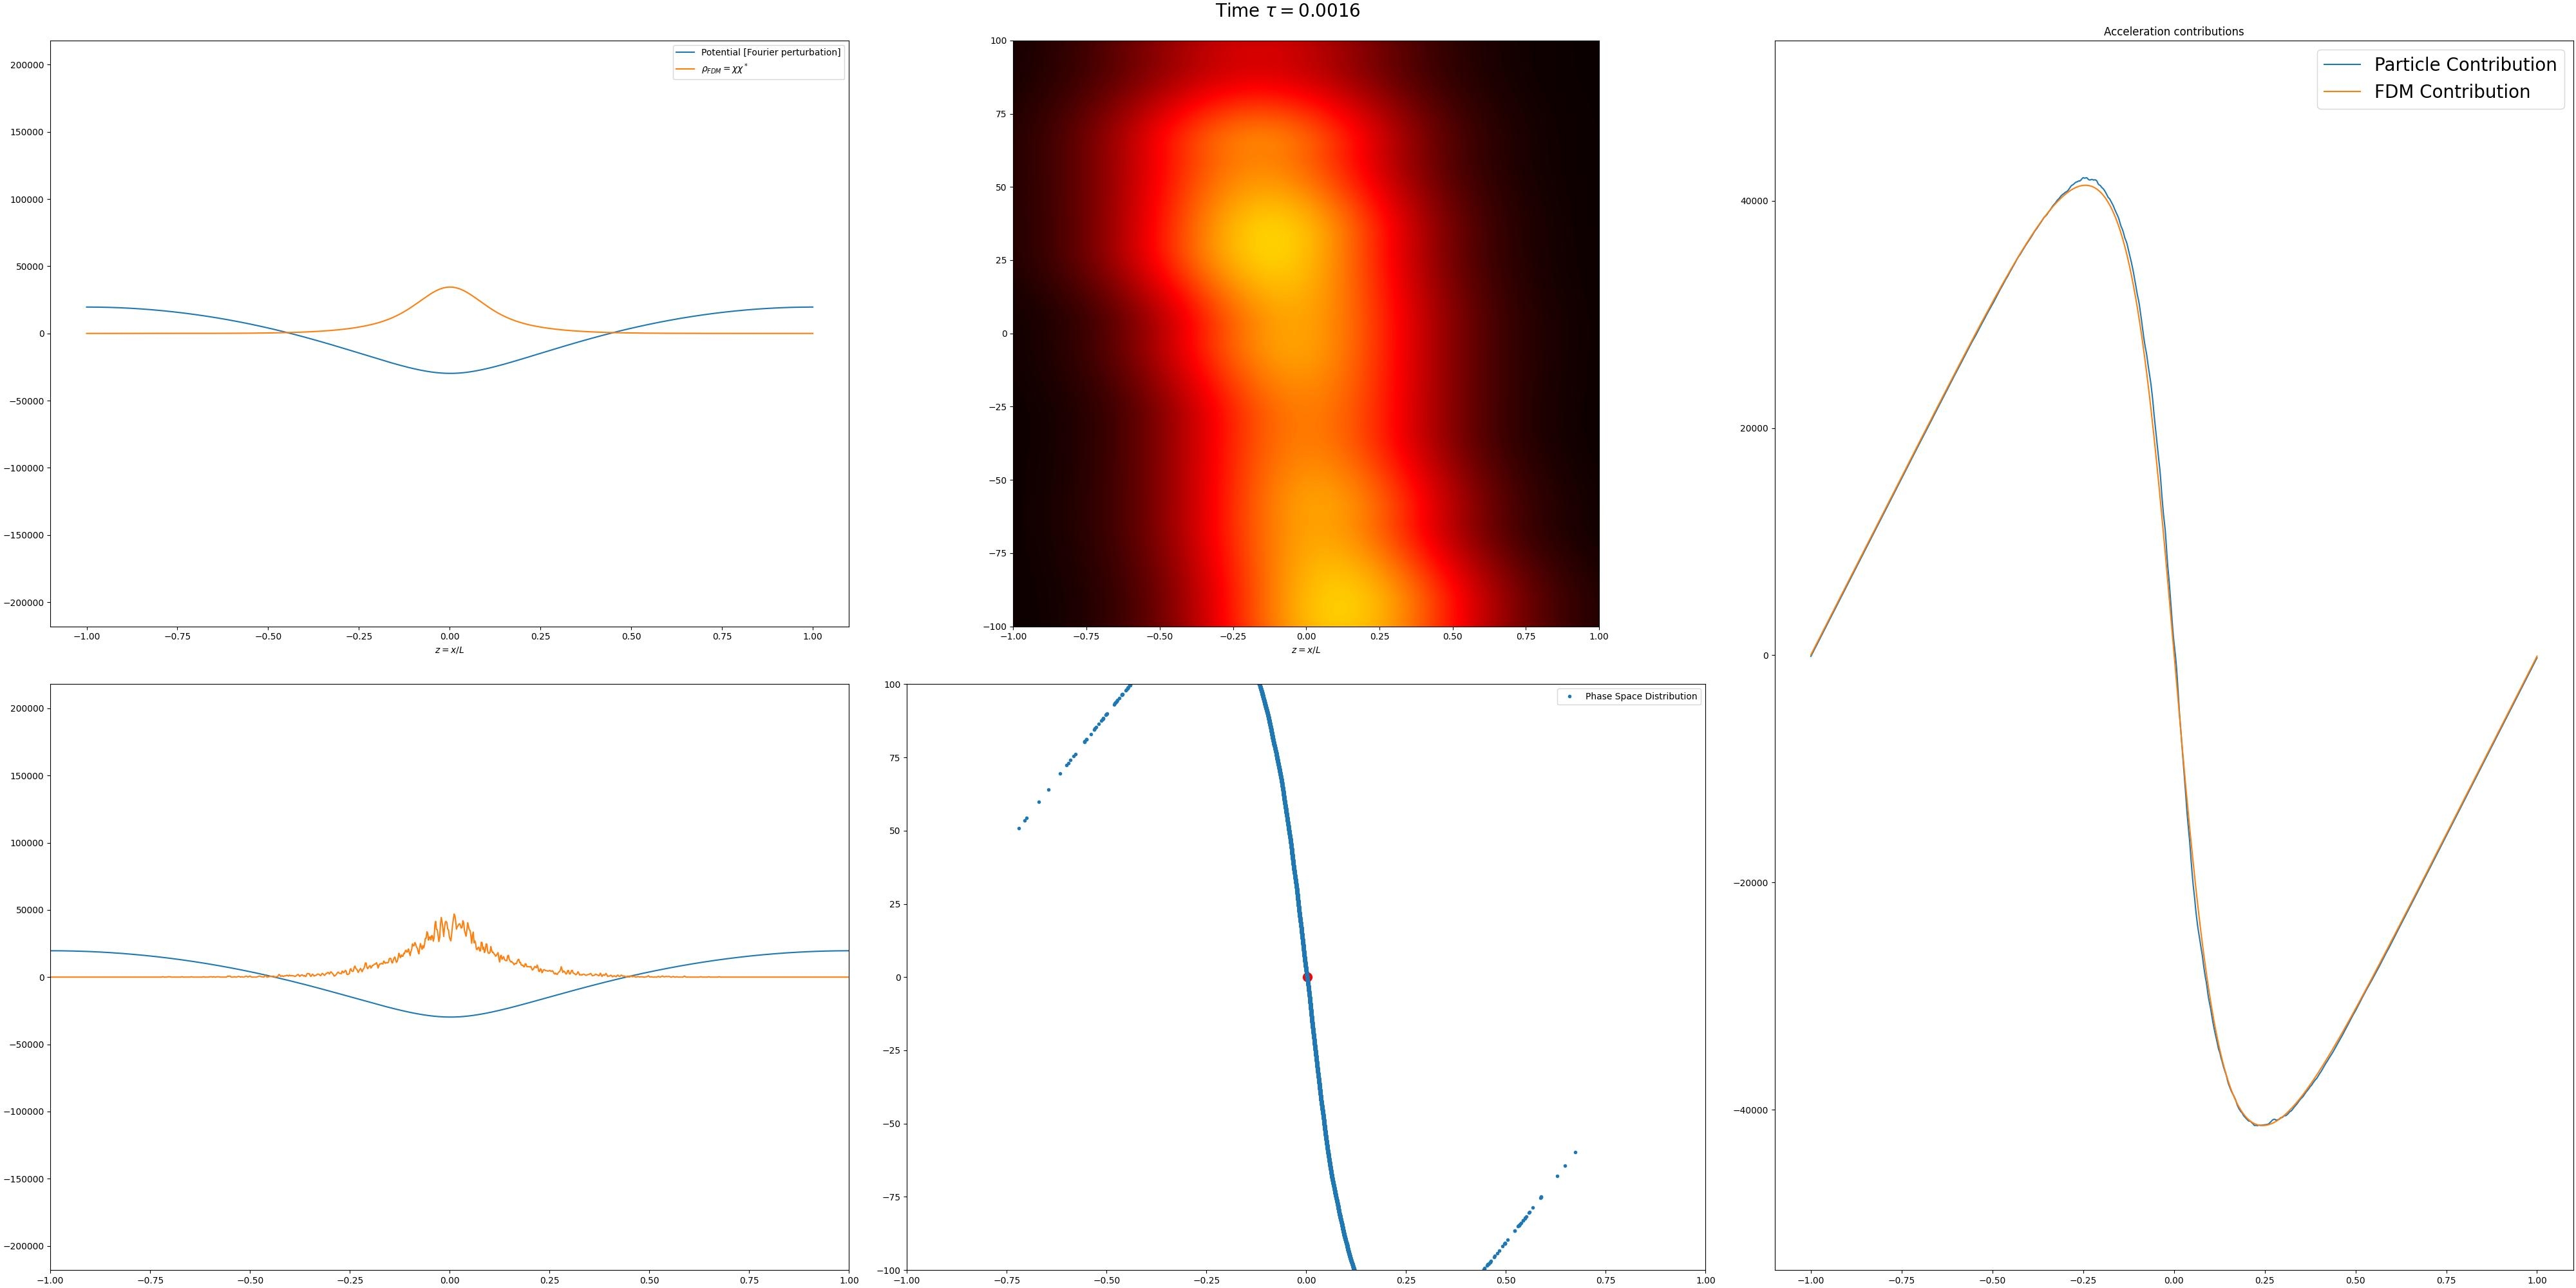 Time τ = 0.0016
Potential [Fourier perturbation]
ρFDM = χχ*
200000
150000
100000
50000
0
−50000
−100000
−150000
−200000
−1.00 −0.75 −0.50 −0.25 0.00 0.25 0.50 0.75 1.00
z = x/L
100
75
50
25
0
−25
−50
−75
−100
−1.00 −0.75 −0.50 −0.25 0.00 0.25 0.50 0.75 1.00
z = x/L
Acceleration contributions
Particle Contribution
FDM Contribution
40000
20000
0
−20000
−40000
−1.00 −0.75 −0.50 −0.25 0.00 0.25 0.50 0.75 1.00
200000
150000
100000
50000
0
−50000
−100000
−150000
−200000
−1.00 −0.75 −0.50 −0.25 0.00 0.25 0.50 0.75 1.00
Phase Space Distribution
100
75
50
25
0
−25
−50
−75
−100
−1.00 −0.75 −0.50 −0.25 0.00 0.25 0.50 0.75 1.00